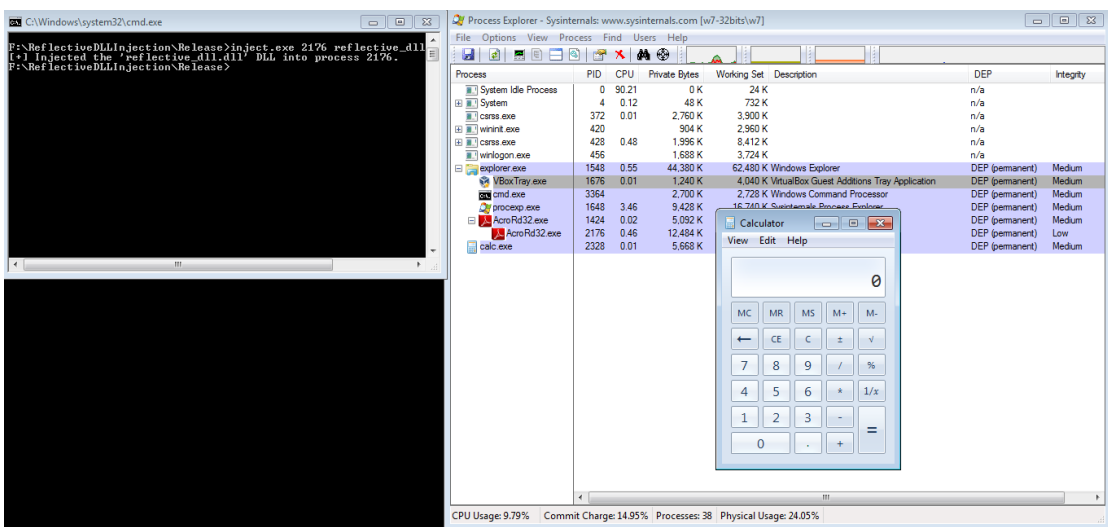 C:\Windows\system32\cmd.exe
F:\ReflectiveDLLInjection\Release>inject.exe 2176 reflective_dll
[+] Injected the 'reflective_dll.dll' DLL into process 2176.
F:\ReflectiveDLLInjection\Release>
Process Explorer - Sysinternals: www.sysinternals.com [w7-32bits\w7]
File Options View Process Find Users Help
Process PID CPU Private Bytes Working Set Description DEP Integrity
System Idle Process 0 90.21 0 K 24 K n/a
System 4 0.12 48 K 732 K n/a
csrss.exe 372 0.01 2,760 K 3,900 K n/a
wininit.exe 420 904 K 2,960 K n/a
csrss.exe 428 0.48 1,996 K 8,412 K n/a
winlogon.exe 456 1,688 K 3,724 K n/a
explorer.exe 1548 0.55 44,380 K 62,480 K Windows Explorer DEP (permanent) Medium
VBoxTray.exe 1676 0.01 1,240 K 4,040 K VirtualBox Guest Additions Tray Application DEP (permanent) Medium
cmd.exe 3364 2,700 K 2,728 K Windows Command Processor DEP (permanent) Medium
procexp.exe 1648 3.46 9,428 K 16,740 K Sysinternals Process Explorer DEP (permanent) Medium
AcroRd32.exe 1424 0.02 5,092 K DEP (permanent) Medium
AcroRd32.exe 2176 0.46 12,484 K DEP (permanent) Low
calc.exe 2328 0.01 5,668 K DEP (permanent) Medium
Calculator
View Edit Help
0
MC MR MS M+ M-
← CE C ± √
7 8 9 / %
4 5 6 * 1/x
1 2 3 - =
0 . +
CPU Usage: 9.79% Commit Charge: 14.95% Processes: 38 Physical Usage: 24.05%